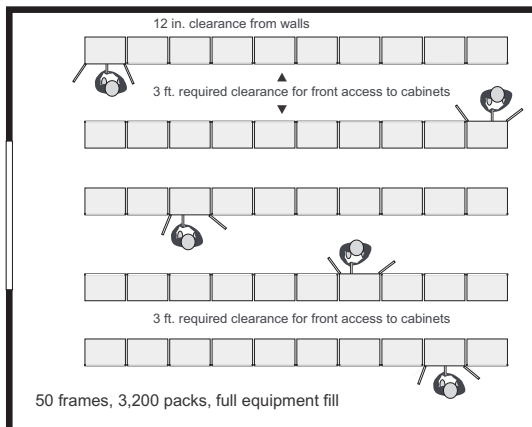 12 in. clearance from walls
3 ft. required clearance for front access to cabinets
3 ft. required clearance for front access to cabinets
50 frames, 3,200 packs, full equipment fill